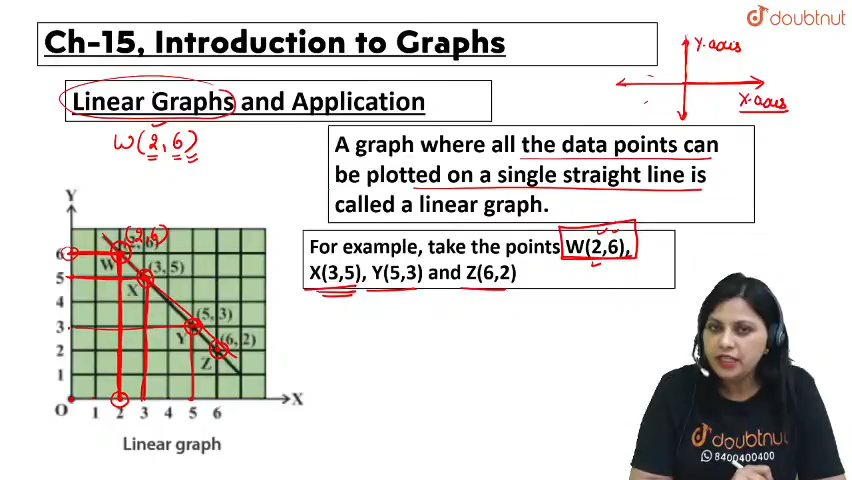 doubtnut
Ch-15, Introduction to Graphs
Y-axis
X-axis
Linear Graphs and Application
W(2,6)
A graph where all the data points can
be plotted on a single straight line is
called a linear graph.
For example, take the points W(2,6),
X(3,5), Y(5,3) and Z(6,2)
Y
(2,6)
6
W
(3, 5)
5
X
4
(5, 3)
3
Y
(6, 2)
2
Z
1
O 1 2 3 4 5 6 X
Linear graph
doubtnut
8400400400